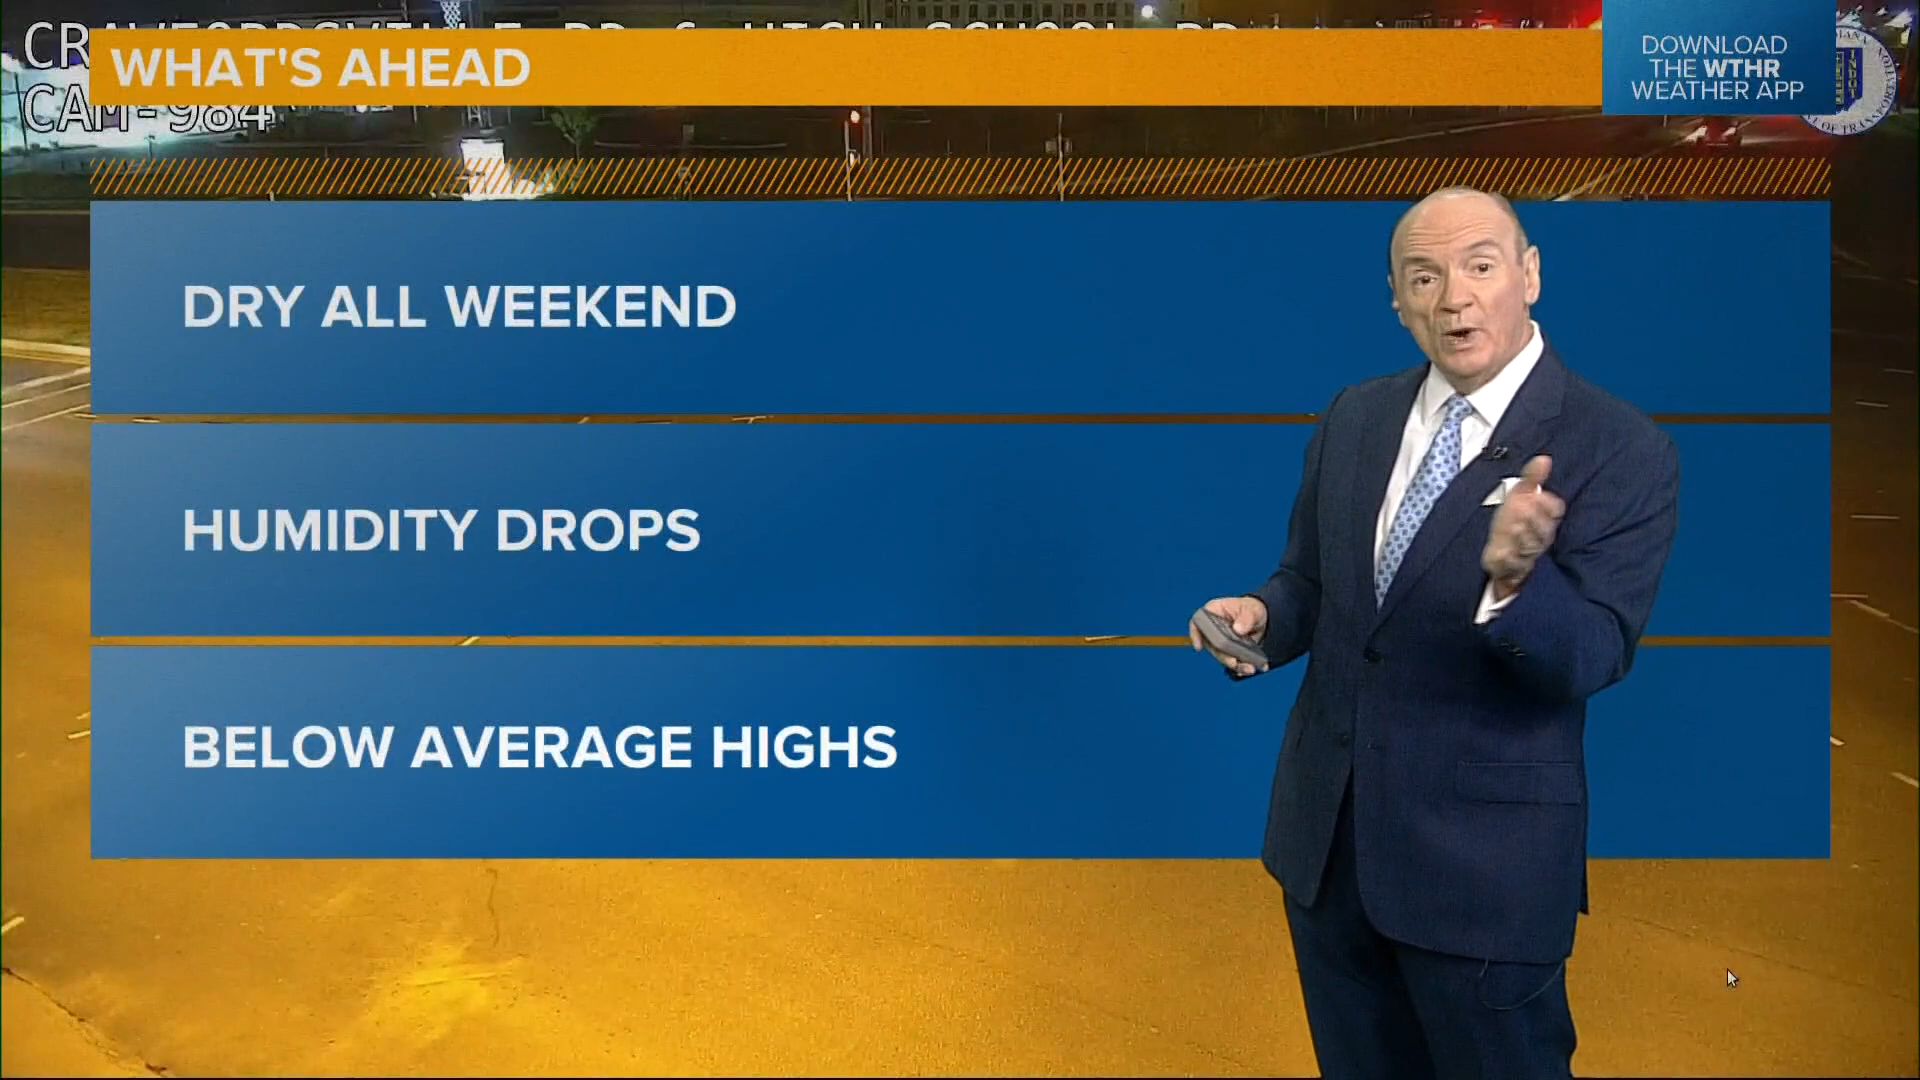 WHAT'S AHEAD
DOWNLOAD
THE WTHR
WEATHER APP
CAM-984
DRY ALL WEEKEND
HUMIDITY DROPS
BELOW AVERAGE HIGHS